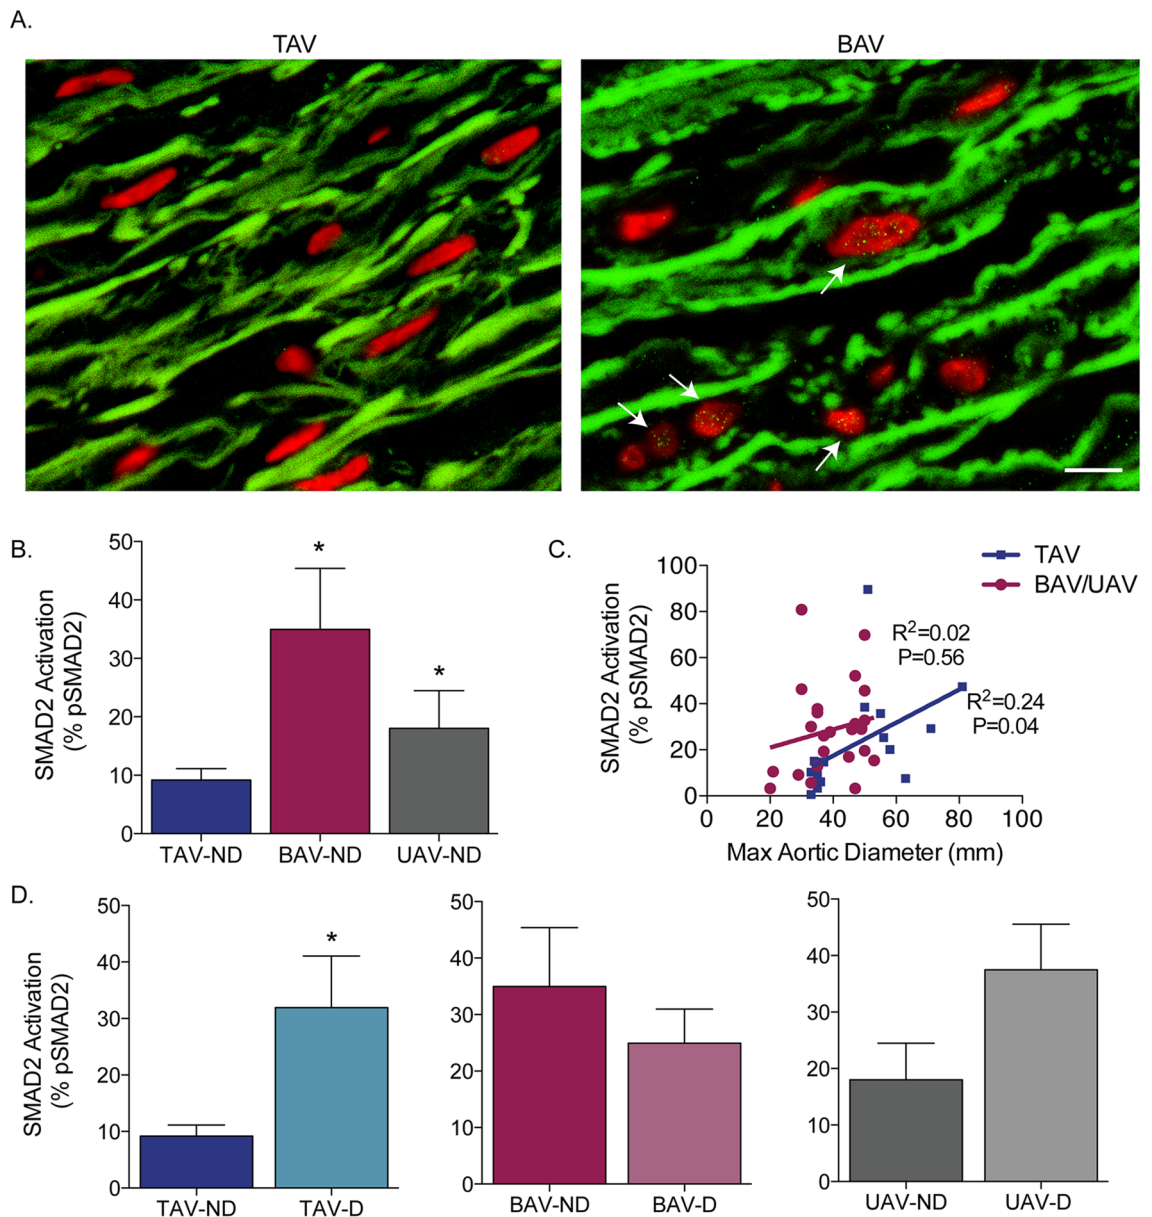 A.
TAV
BAV
B.
SMAD2 Activation
(% pSMAD2)
50
40
30
20
10
0
*
*
TAV-ND
BAV-ND
UAV-ND
C.
SMAD2 Activation
(% pSMAD2)
100
80
60
40
20
0
0
20
40
60
80
100
Max Aortic Diameter (mm)
TAV
BAV/UAV
R²=0.02
P=0.56
R²=0.24
P=0.04
D.
SMAD2 Activation
(% pSMAD2)
50
40
30
20
10
0
*
TAV-ND
TAV-D
50
40
30
20
10
0
BAV-ND
BAV-D
50
40
30
20
10
0
UAV-ND
UAV-D